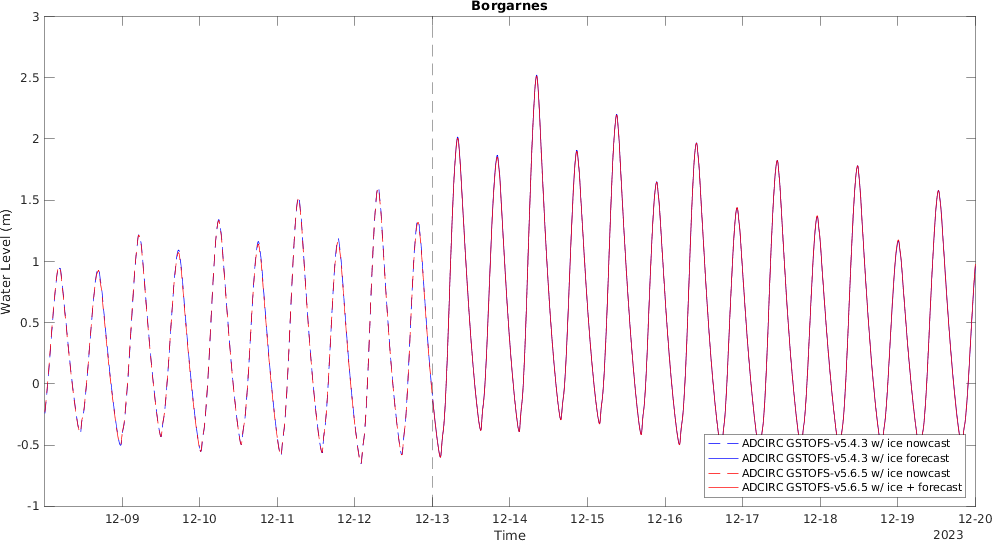 Borgarnes
3
2.5
2
1.5
1
0.5
0
-0.5
-1
Water Level (m)
12-09 12-10 12-11 12-12 12-13 12-14 12-15 12-16 12-17 12-18 12-19 12-20
Time
2023
ADCIRC GSTOFS-v5.4.3 w/ ice nowcast
ADCIRC GSTOFS-v5.4.3 w/ ice forecast
ADCIRC GSTOFS-v5.6.5 w/ ice nowcast
ADCIRC GSTOFS-v5.6.5 w/ ice + forecast